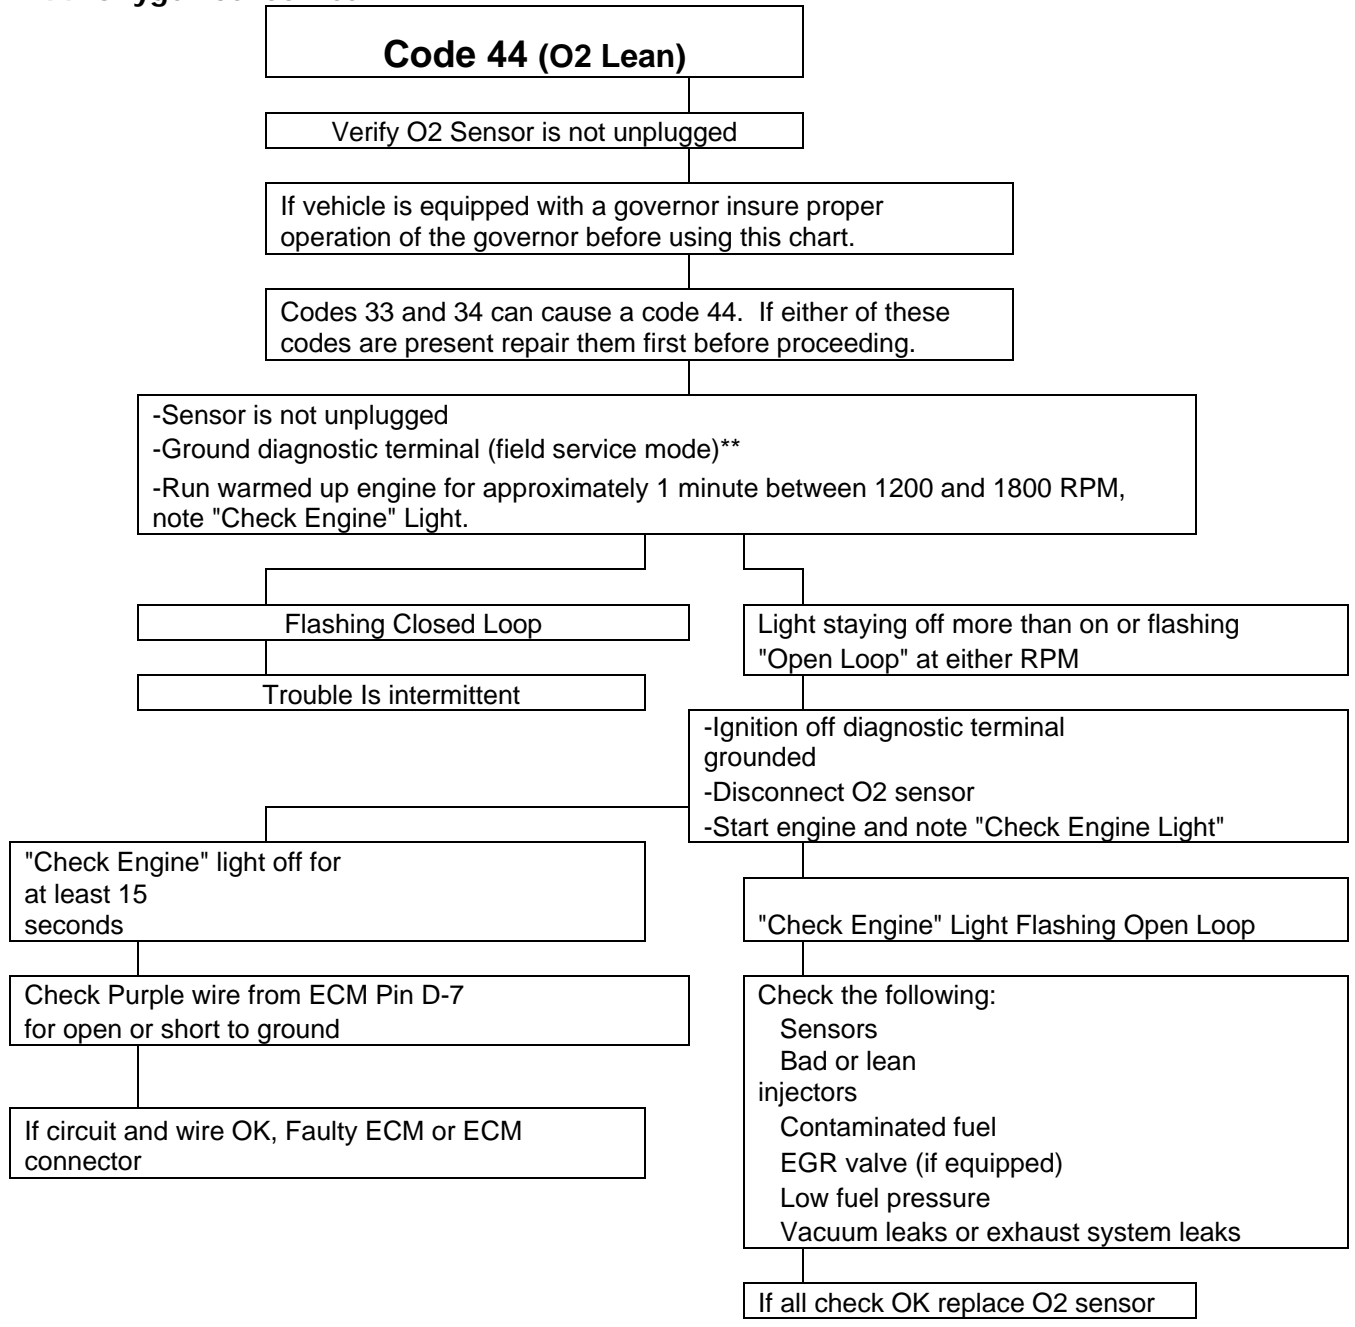 Code 44 (O2 Lean)
Verify O2 Sensor is not unplugged
If vehicle is equipped with a governor insure proper
operation of the governor before using this chart.
Codes 33 and 34 can cause a code 44.  If either of these
codes are present repair them first before proceeding.
-Sensor is not unplugged
-Ground diagnostic terminal (field service mode)**
-Run warmed up engine for approximately 1 minute between 1200 and 1800 RPM,
note "Check Engine" Light.
Flashing Closed Loop
Trouble Is intermittent
Light staying off more than on or flashing
"Open Loop" at either RPM
-Ignition off diagnostic terminal
grounded
-Disconnect O2 sensor
-Start engine and note "Check Engine Light"
"Check Engine" light off for
at least 15
seconds
Check Purple wire from ECM Pin D-7
for open or short to ground
If circuit and wire OK, Faulty ECM or ECM
connector
"Check Engine" Light Flashing Open Loop
Check the following:
Sensors
Bad or lean
injectors
Contaminated fuel
EGR valve (if equipped)
Low fuel pressure
Vacuum leaks or exhaust system leaks
If all check OK replace O2 sensor